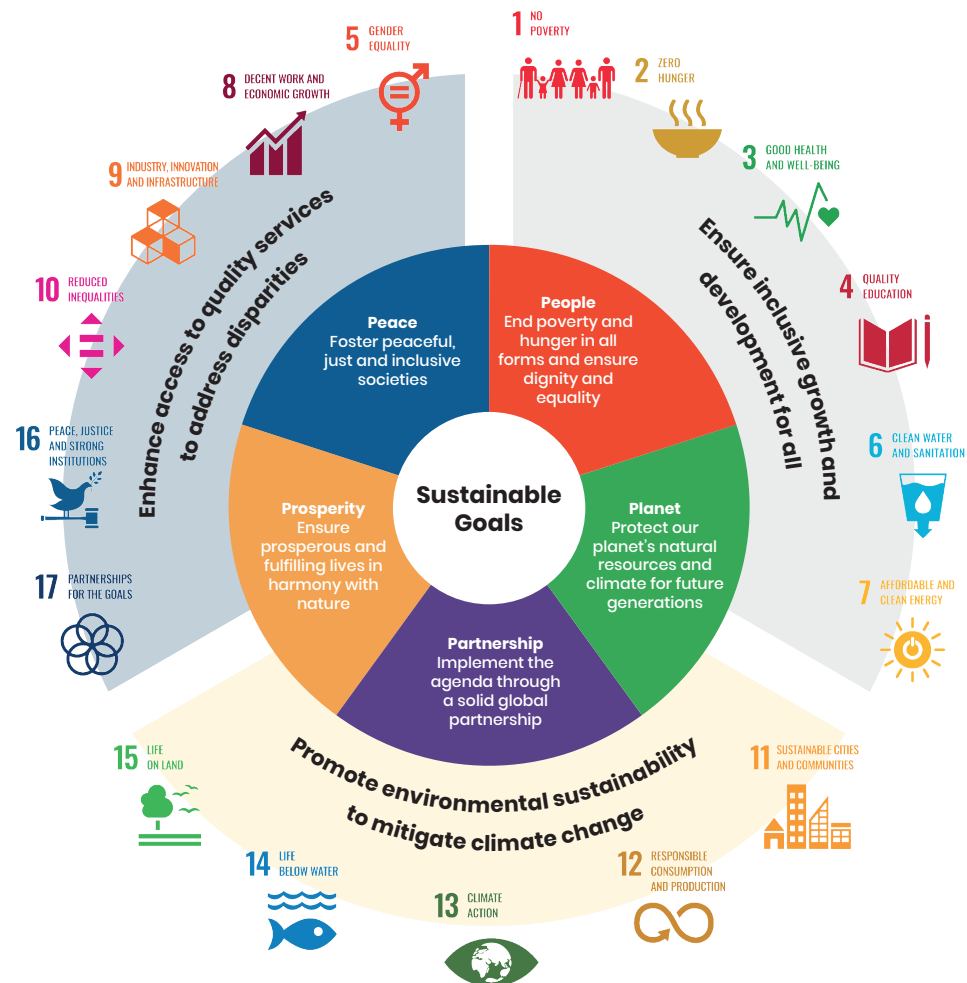 5 GENDER
EQUALITY
8 DECENT WORK AND
ECONOMIC GROWTH
9 INDUSTRY, INNOVATION
AND INFRASTRUCTURE
10 REDUCED
INEQUALITIES
16 PEACE, JUSTICE
AND STRONG
INSTITUTIONS
17 PARTNERSHIPS
FOR THE GOALS
Enhance access to quality services
to address disparities
1 NO
POVERTY
2 ZERO
HUNGER
3 GOOD HEALTH
AND WELL-BEING
4 QUALITY
EDUCATION
6 CLEAN WATER
AND SANITATION
7 AFFORDABLE AND
CLEAN ENERGY
Ensure inclusive growth and
development for all
Peace
Foster peaceful,
just and inclusive
societies
People
End poverty and
hunger in all
forms and ensure
dignity and
equality
Sustainable
Goals
Prosperity
Ensure
prosperous and
fulfilling lives in
harmony with
nature
Planet
Protect our
planet's natural
resources and
climate for future
generations
Partnership
Implement the
agenda through
a solid global
partnership
Promote environmental sustainability
to mitigate climate change
15 LIFE
ON LAND
14 LIFE
BELOW WATER
13 CLIMATE
ACTION
12 RESPONSIBLE
CONSUMPTION
AND PRODUCTION
11 SUSTAINABLE CITIES
AND COMMUNITIES